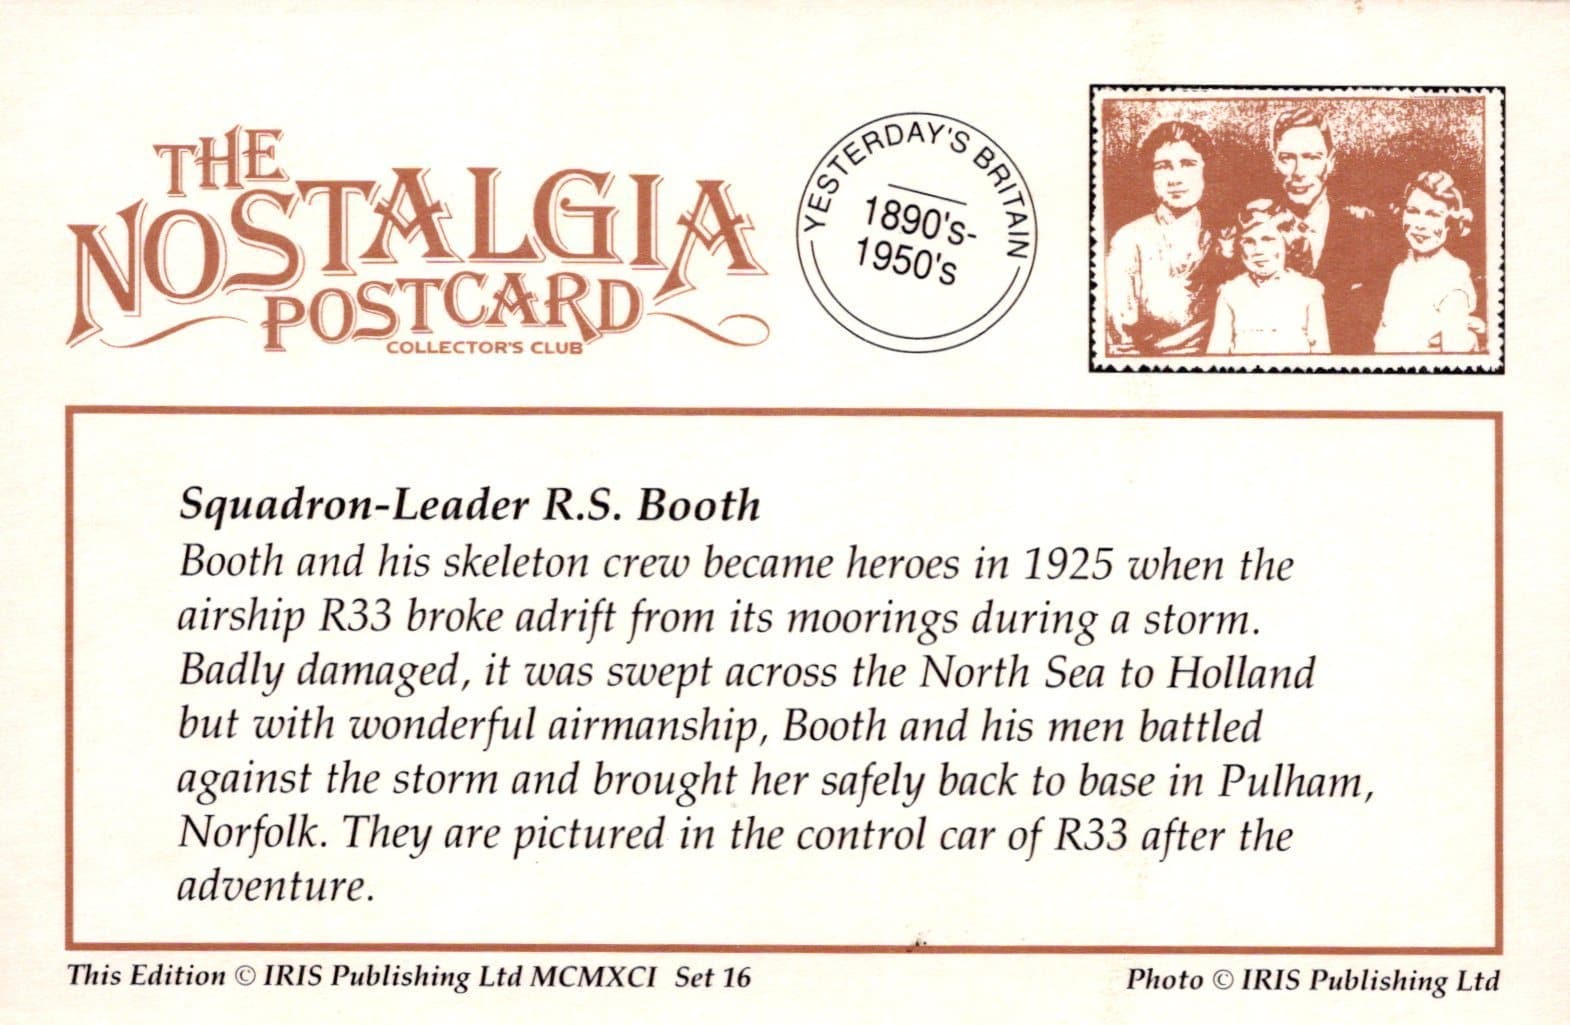 THE
NOSTALGIA
POSTCARD
COLLECTOR'S CLUB
YESTERDAY'S BRITAIN
1890's-
1950's
Squadron-Leader R.S. Booth
Booth and his skeleton crew became heroes in 1925 when the
airship R33 broke adrift from its moorings during a storm.
Badly damaged, it was swept across the North Sea to Holland
but with wonderful airmanship, Booth and his men battled
against the storm and brought her safely back to base in Pulham,
Norfolk. They are pictured in the control car of R33 after the
adventure.
This Edition © IRIS Publishing Ltd MCMXCI Set 16
Photo © IRIS Publishing Ltd